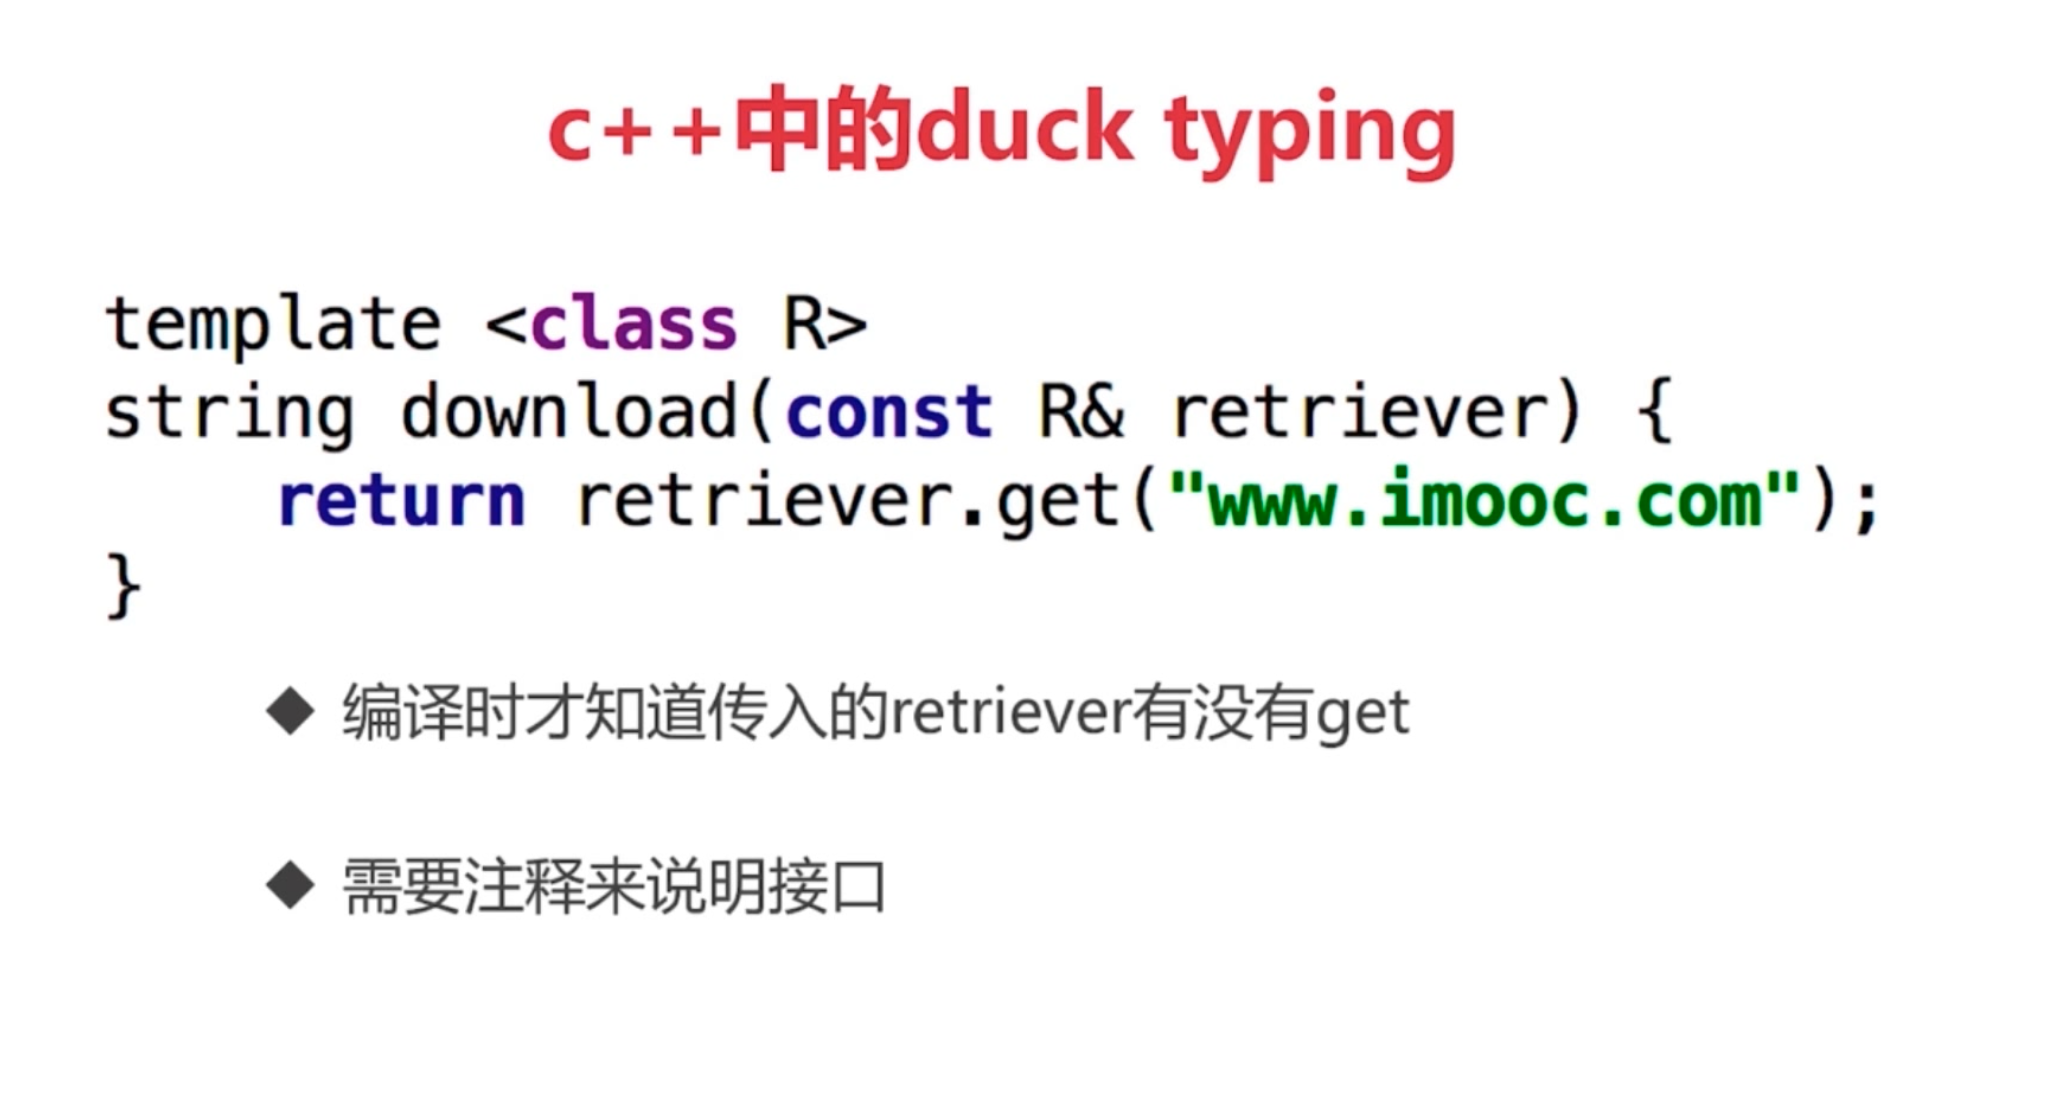 c++中的duck typing
template <class R>
string download(const R& retriever) {
    return retriever.get("www.imooc.com");
}
◆ 编译时才知道传入的retriever有没有get
◆ 需要注释来说明接口